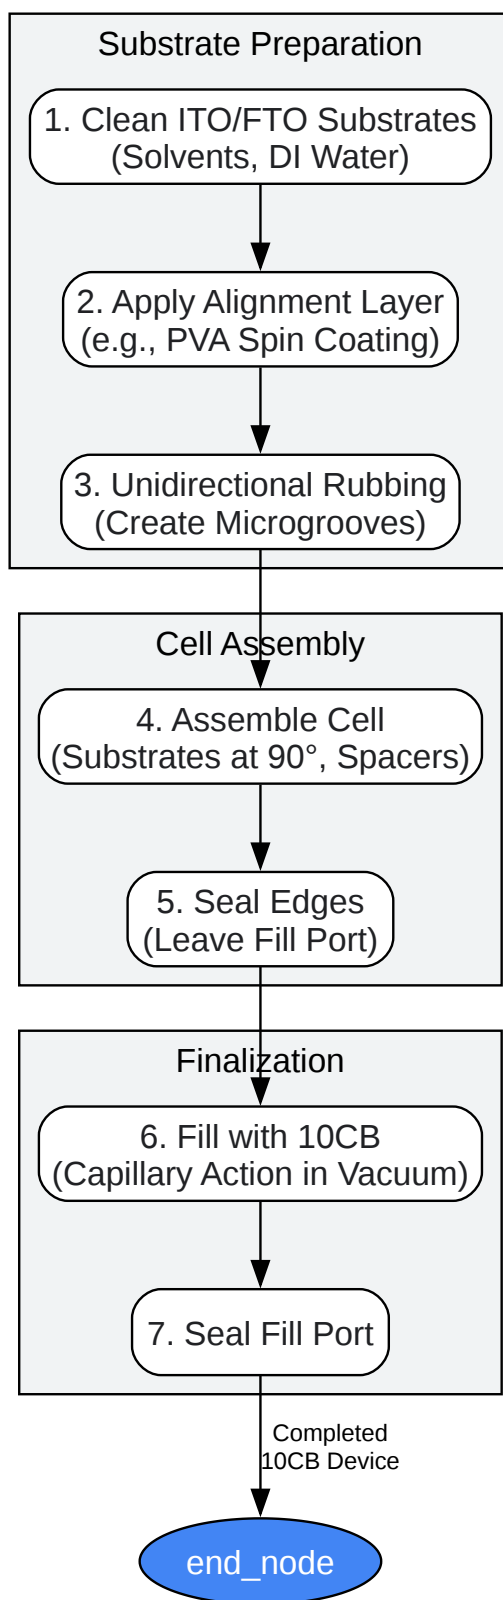 Substrate Preparation
1. Clean ITO/FTO Substrates
(Solvents, DI Water)
2. Apply Alignment Layer
(e.g., PVA Spin Coating)
3. Unidirectional Rubbing
(Create Microgrooves)
Cell Assembly
4. Assemble Cell
(Substrates at 90°, Spacers)
5. Seal Edges
(Leave Fill Port)
Finalization
6. Fill with 10CB
(Capillary Action in Vacuum)
7. Seal Fill Port
Completed
10CB Device
end_node